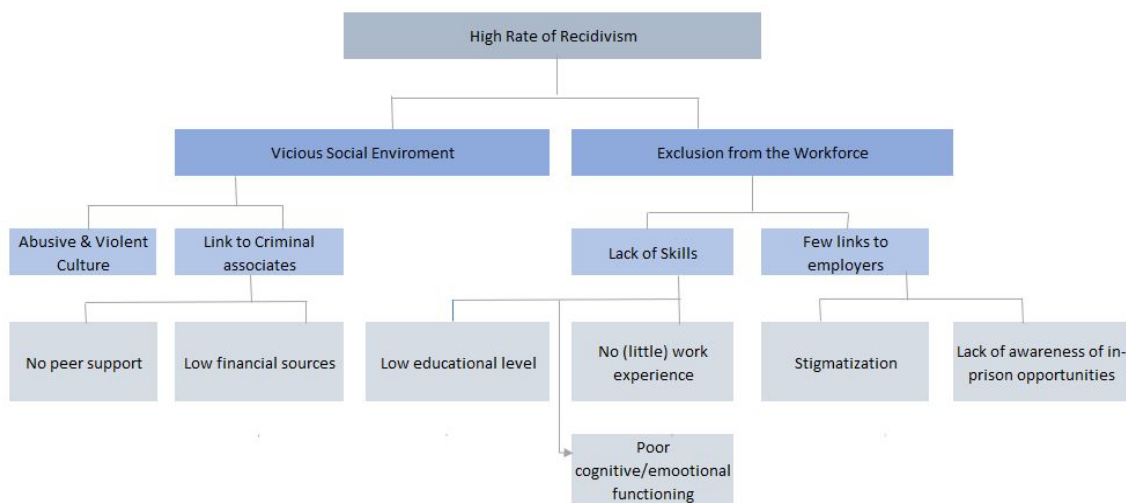 High Rate of Recidivism
Vicious Social Enviroment
Exclusion from the Workforce
Abusive & Violent
Culture
Link to Criminal
associates
Lack of Skills
Few links to
employers
No peer support
Low financial sources
Low educational level
No (little) work
experience
Stigmatization
Lack of awareness of in-
prison opportunities
Poor
cognitive/emootional
functioning